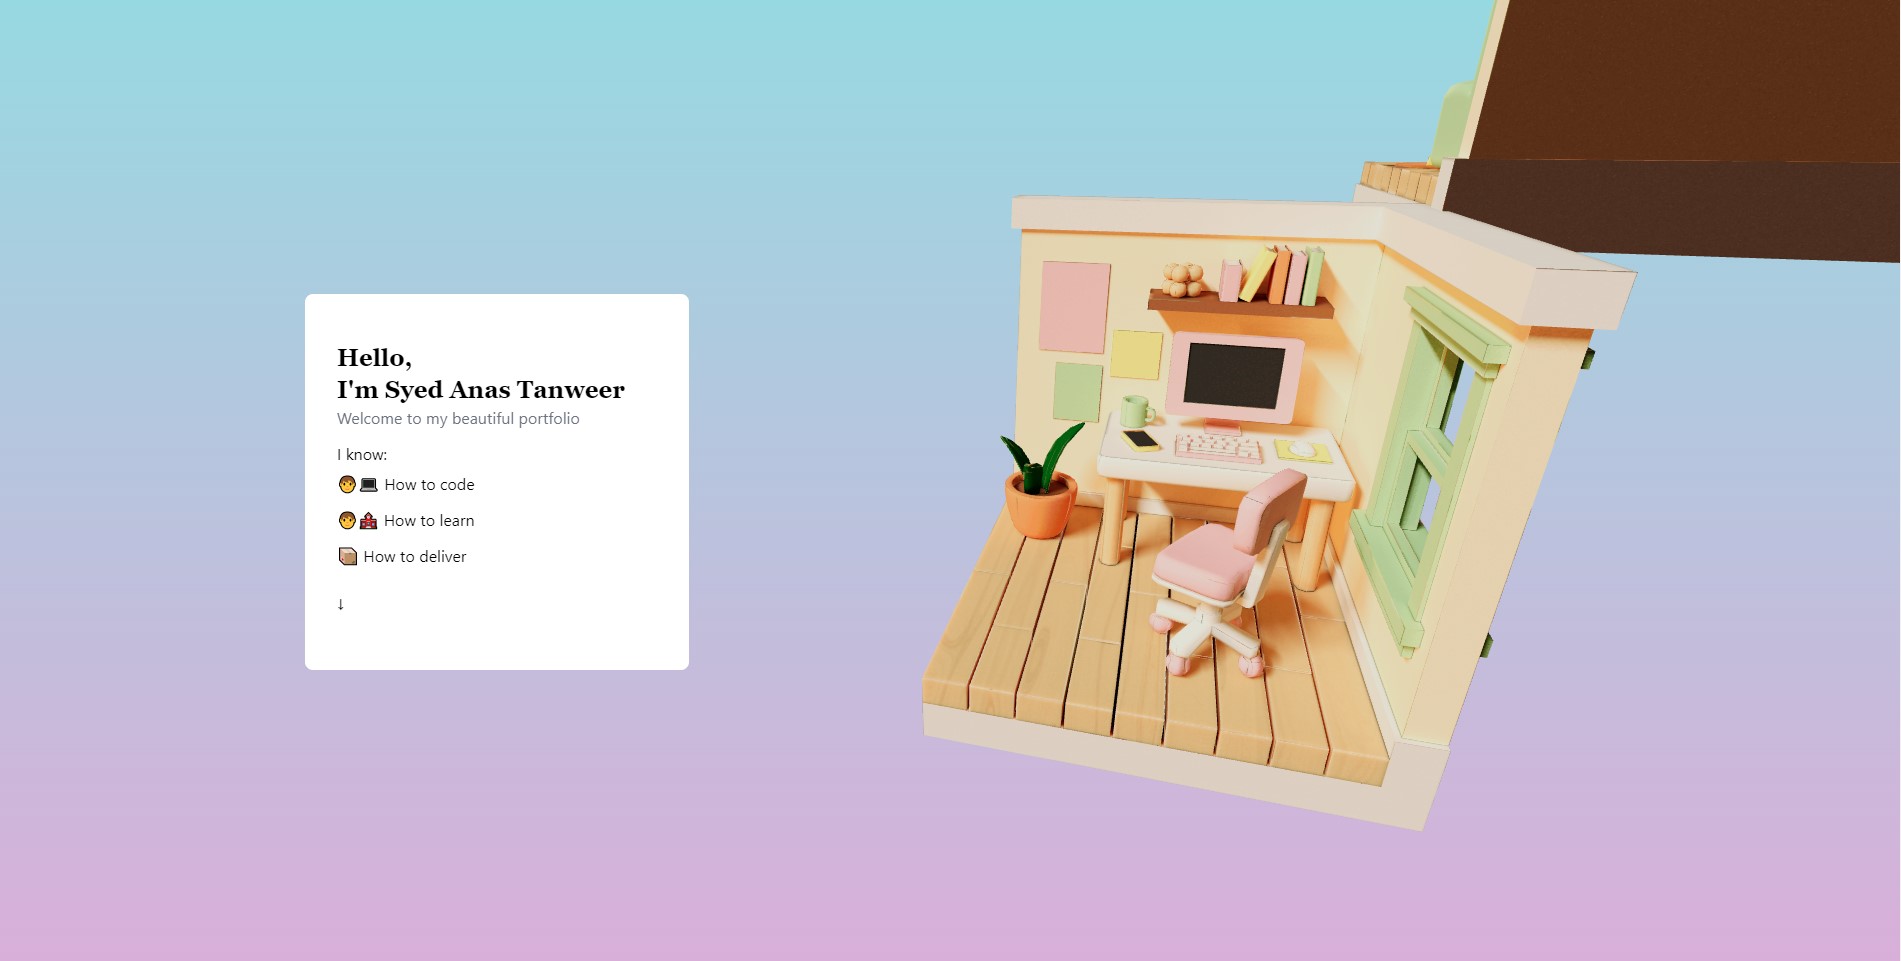 Hello,
I'm Syed Anas Tanweer
Welcome to my beautiful portfolio
I know:
🧑💻 How to code
🧑🏫 How to learn
📦 How to deliver
↓